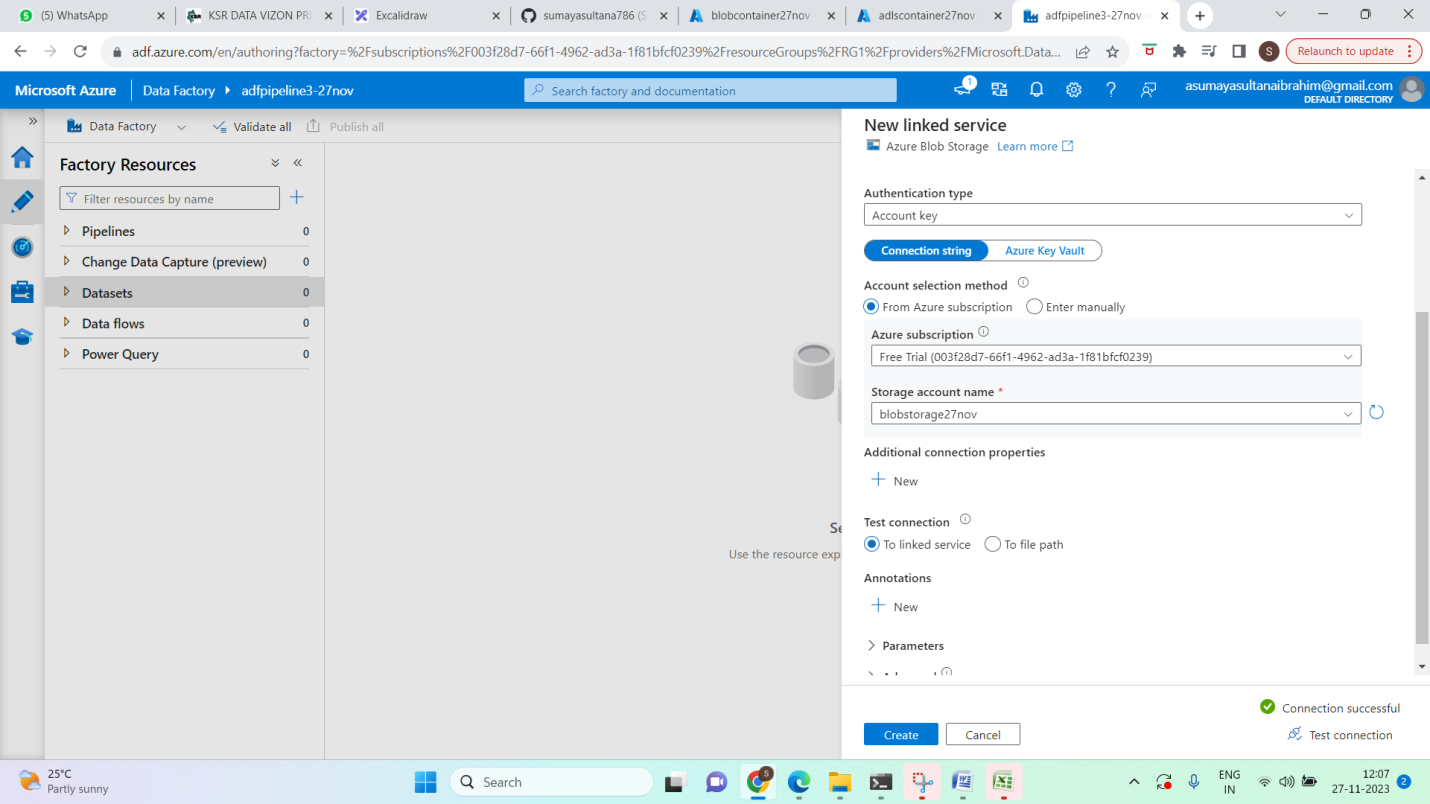 (5) WhatsApp
KSR DATA VIZON PR
Excalidraw
sumayasultana786 (S
blobcontainer27nov
adlscontainer27nov
adfpipeline3-27nov
adf.azure.com/en/authoring?factory=%2Fsubscriptions%2F003f28d7-66f1-4962-ad3a-1f81bfcf0239%2FresourceGroups%2FRG1%2Fproviders%2FMicrosoft.Data...
S
Relaunch to update
Microsoft Azure
Data Factory
adfpipeline3-27nov
Search factory and documentation
1
asumayasultanaibrahim@gmail.com
DEFAULT DIRECTORY
Data Factory
Validate all
Publish all
Factory Resources
Filter resources by name
Pipelines 0
Change Data Capture (preview) 0
Datasets 0
Data flows 0
Power Query 0
Se
Use the resource exp
New linked service
Azure Blob Storage Learn more
Authentication type
Account key
Connection string Azure Key Vault
Account selection method
From Azure subscription Enter manually
Azure subscription
Free Trial (003f28d7-66f1-4962-ad3a-1f81bfcf0239)
Storage account name *
blobstorage27nov
Additional connection properties
New
Test connection
To linked service To file path
Annotations
New
Parameters
Connection successful
Create Cancel Test connection
25°C
Partly sunny
Search
S
ENG
IN
12:07
27-11-2023
2